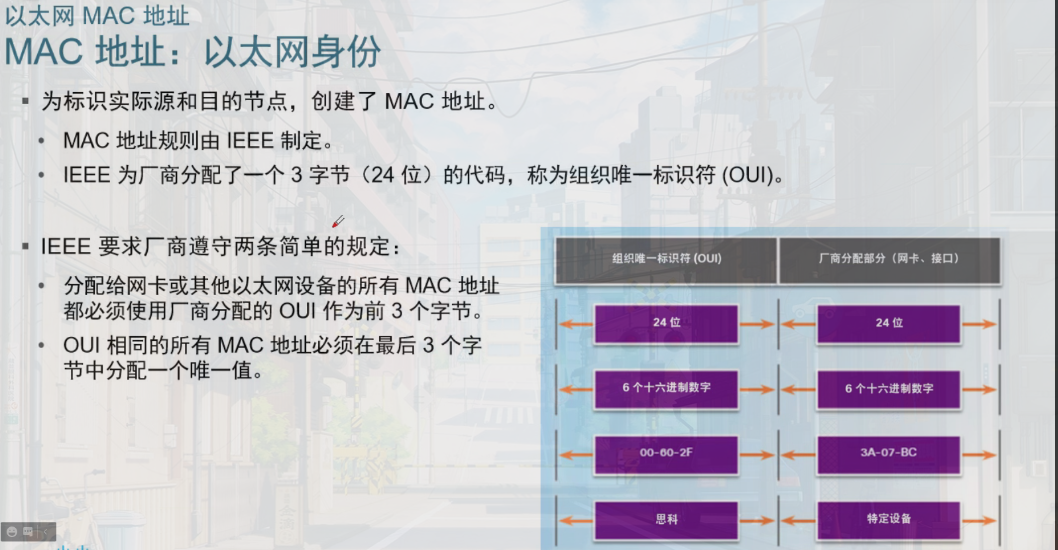 以太网 MAC 地址
MAC 地址：以太网身份
为标识实际源和目的节点，创建了 MAC 地址。
MAC 地址规则由 IEEE 制定。
IEEE 为厂商分配了一个 3 字节（24 位）的代码，称为组织唯一标识符 (OUI)。
IEEE 要求厂商遵守两条简单的规定：
分配给网卡或其他以太网设备的所有 MAC 地址
都必须使用厂商分配的 OUI 作为前 3 个字节。
OUI 相同的所有 MAC 地址必须在最后 3 个字
节中分配一个唯一值。
组织唯一标识符 (OUI) 厂商分配部分（网卡、接口）
24 位 24 位
6 个十六进制数字 6 个十六进制数字
00-60-2F 3A-07-BC
思科 特定设备